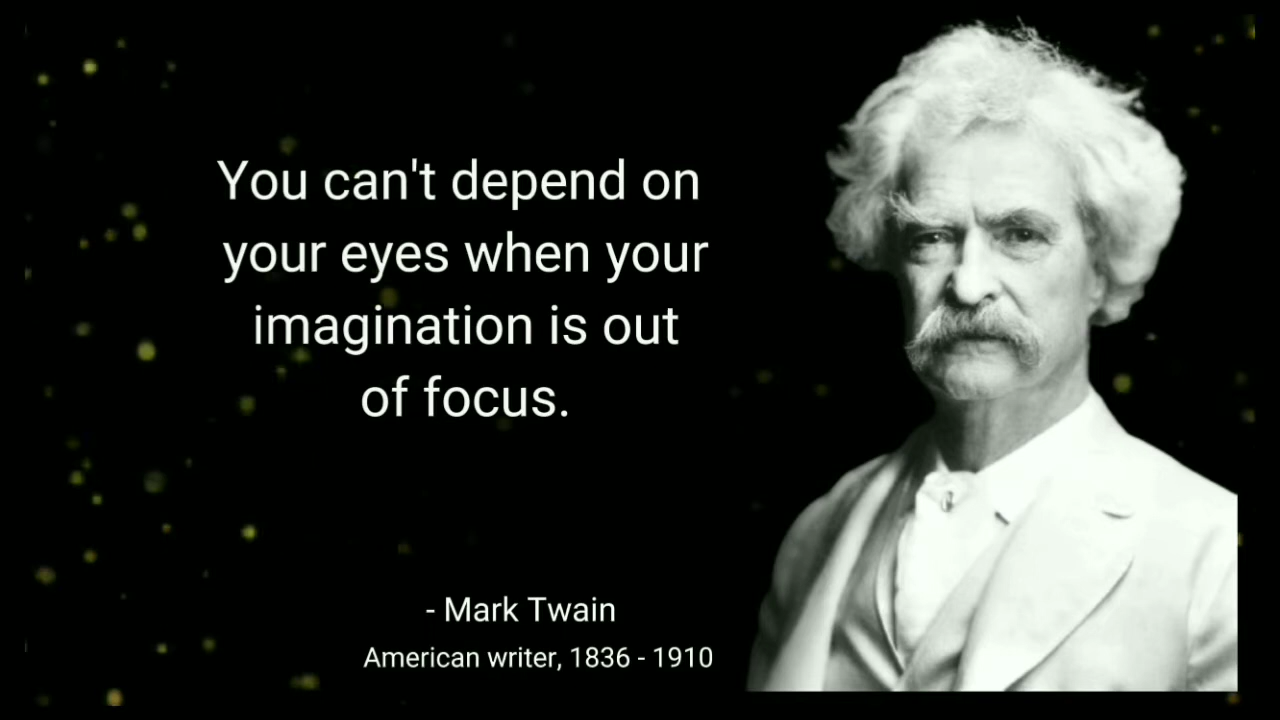 You can't depend on
your eyes when your
imagination is out
of focus.
- Mark Twain
American writer, 1836 - 1910